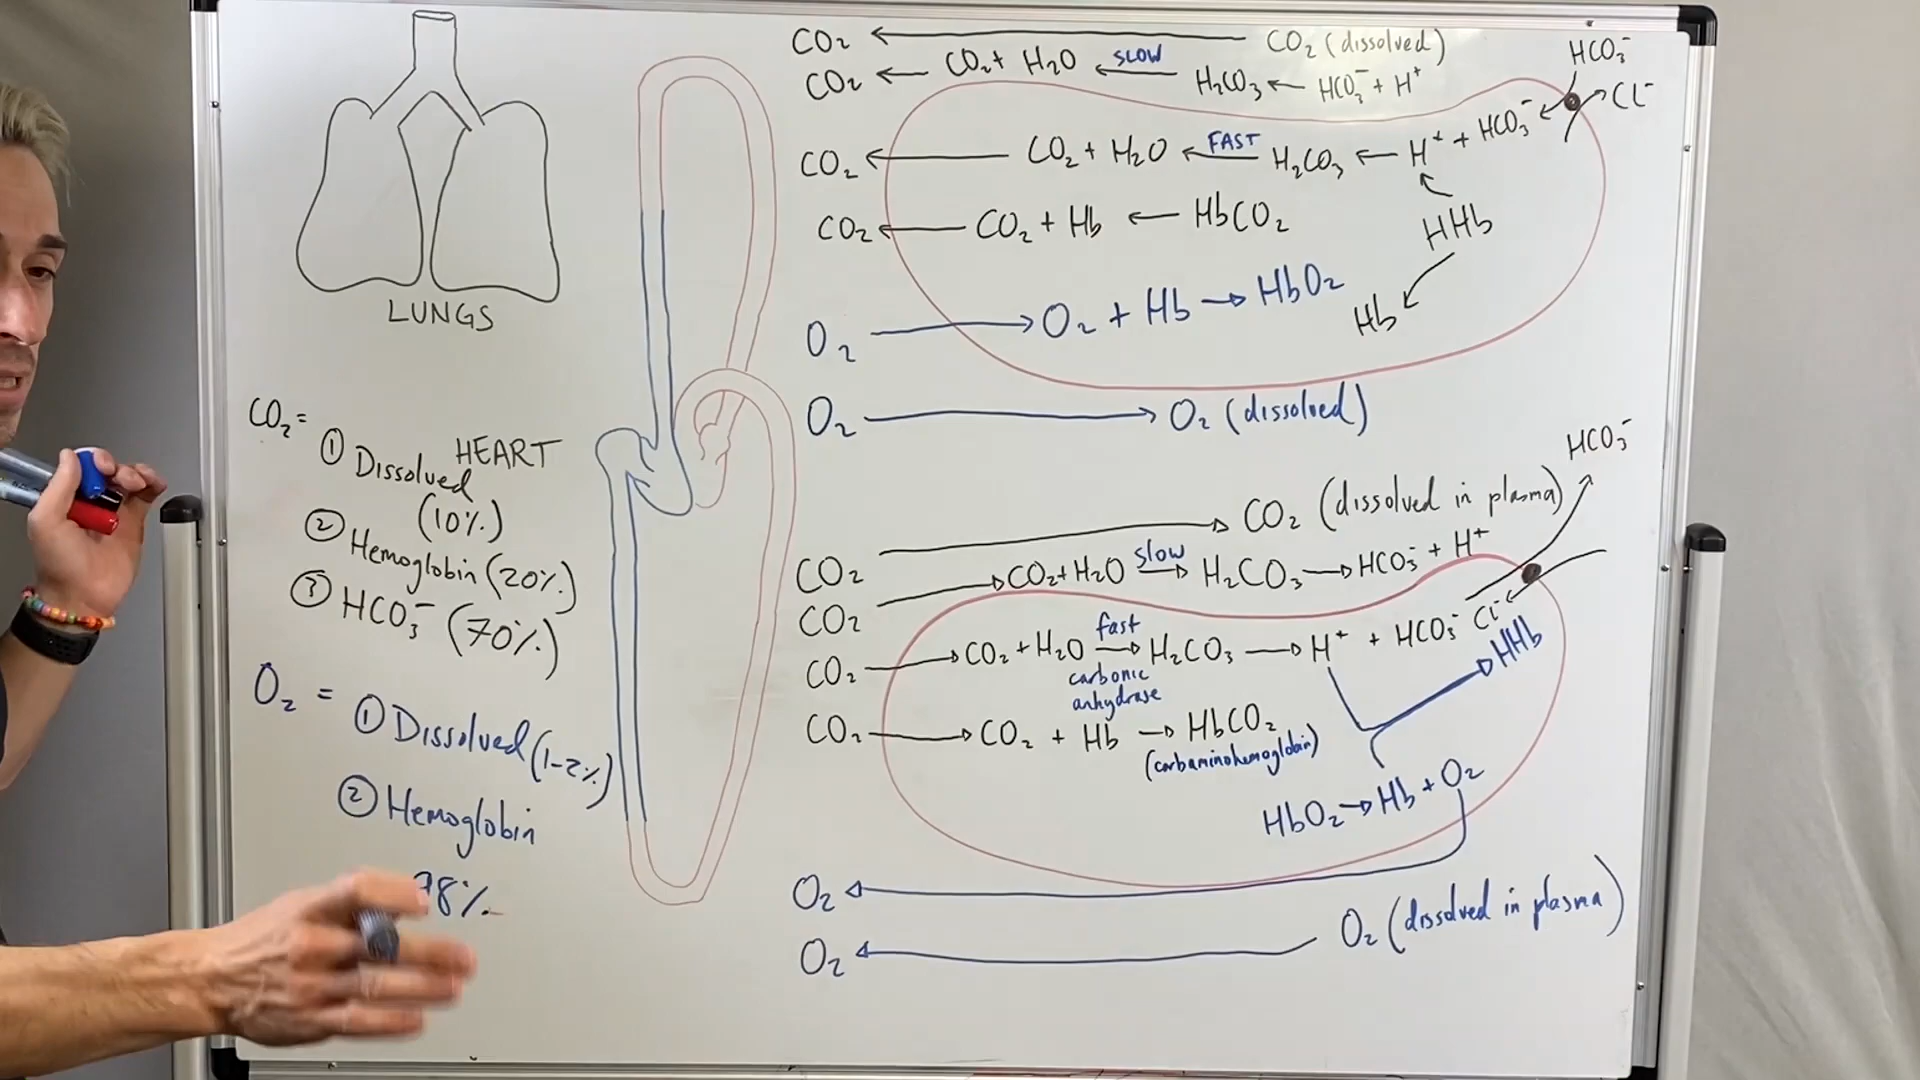 LUNGS
CO₂ =
① Dissolved
(10%)
HEART
② Hemoglobin (20%)
③ HCO₃⁻ (70%)
O₂ = ① Dissolved (1-2%)
② Hemoglobin
98%
CO₂ ← CO₂ (dissolved)
CO₂ ← CO₂ + H₂O ← SLOW H₂CO₃ ← HCO₃⁻ + H⁺
HCO₃⁻
Cl⁻
CO₂ ← CO₂ + H₂O ← FAST H₂CO₃ ← H⁺ + HCO₃⁻
CO₂ ← CO₂ + Hb ← HbCO₂
HHb
Hb
O₂ → O₂ + Hb → HbO₂
O₂ → O₂ (dissolved)
HCO₃⁻
CO₂ → CO₂ (dissolved in plasma)
CO₂ → CO₂ + H₂O slow → H₂CO₃ → HCO₃⁻ + H⁺
Cl⁻
CO₂ → CO₂ + H₂O fast → H₂CO₃ → H⁺ + HCO₃⁻
carbonic
anhydrase
HHb
CO₂ → CO₂ + Hb → HbCO₂
(carbaminohemoglobin)
HbO₂ → Hb + O₂
O₂ ←
O₂ ← O₂ (dissolved in plasma)